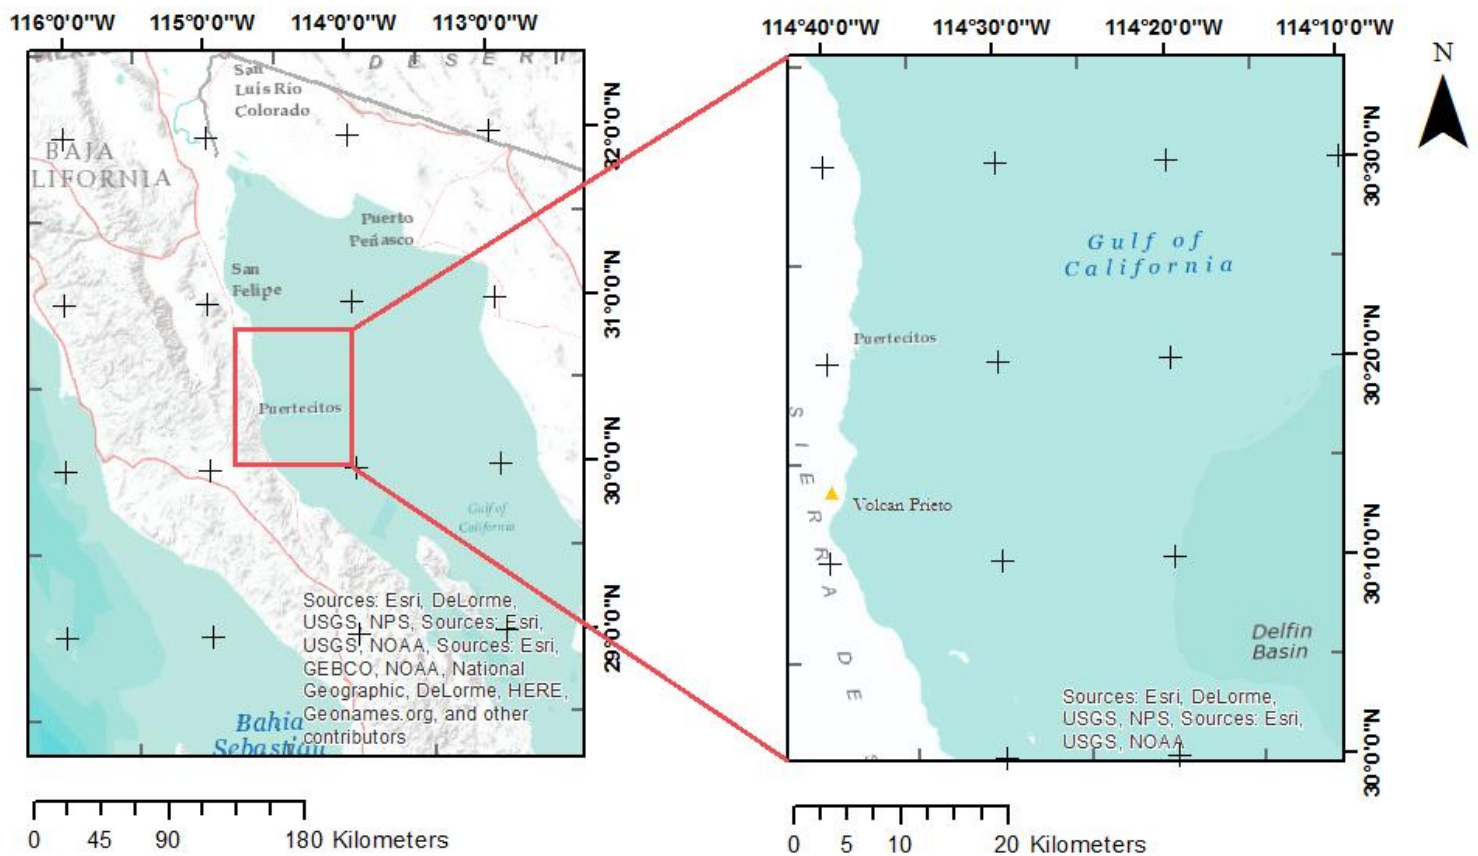 116°0'0"W 115°0'0"W 114°0'0"W 113°0'0"W
114°40'0"W 114°30'0"W 114°20'0"W 114°10'0"W
N
D E S E R T
San
Luis Río
Colorado
BAJA
LIFORNIA
Puerto
Peñasco
San
Felipe
Puertecitos
Gulf of
California
32°0'0"N
31°0'0"N
30°0'0"N
29°0'0"N
Sources: Esri, DeLorme,
USGS, NPS, Sources: Esri,
USGS, NOAA, Sources: Esri,
GEBCO, NOAA, National
Geographic, DeLorme, HERE,
Geonames.org, and other
contributors
Bahia
Sebastian
0 45 90 180 Kilometers
Gulf of
California
Puertecitos
SIERRA DE S
Volcan Prieto
Delfin
Basin
Sources: Esri, DeLorme,
USGS, NPS, Sources: Esri,
USGS, NOAA
30°30'0"N
30°20'0"N
30°10'0"N
30°0'0"N
0 5 10 20 Kilometers